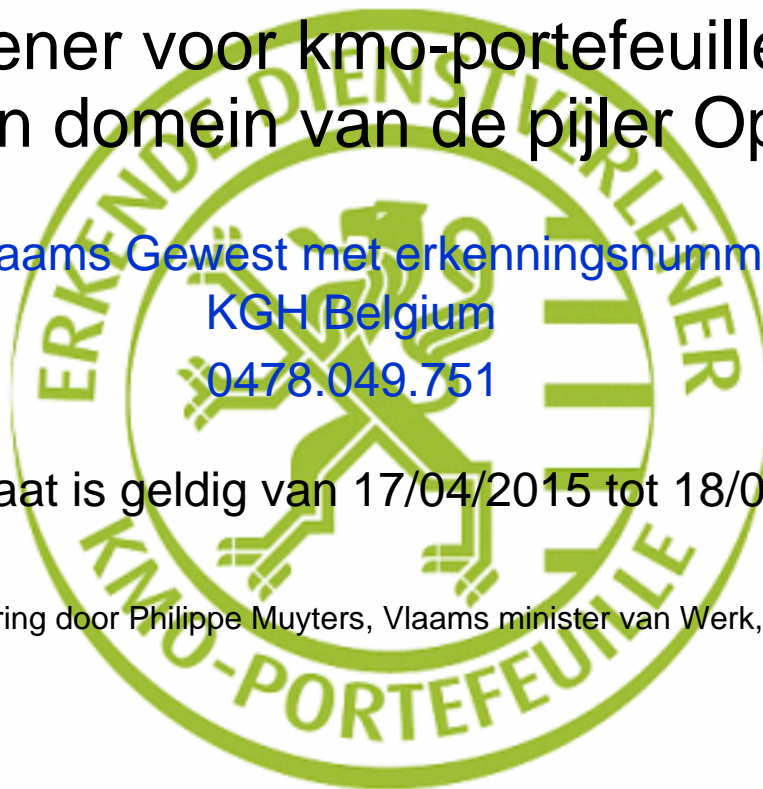 ener voor kmo-portefeuille
n domein van de pijler Op
laams Gewest met erkenningsnumm
KGH Belgium
0478.049.751
aat is geldig van 17/04/2015 tot 18/0
ring door Philippe Muyters, Vlaams minister van Werk,
ERKENDE DIENSTVERLENER
KMO-PORTEFEUILLE